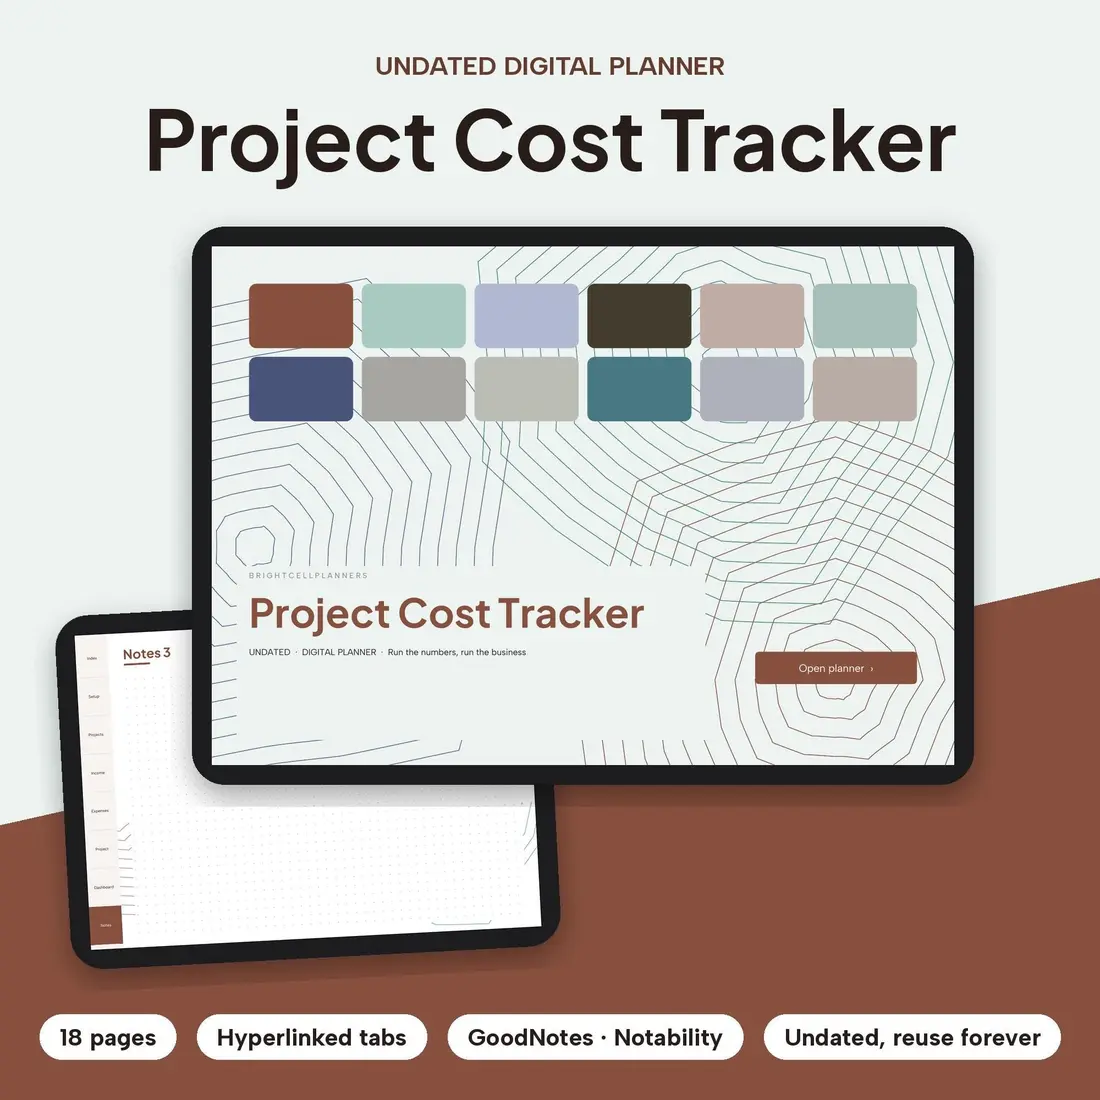 UNDATED DIGITAL PLANNER
Project Cost Tracker
BRIGHTCELLPLANNERS
Project Cost Tracker
UNDATED · DIGITAL PLANNER · Run the numbers, run the business
Open planner ›
Notes 3
Index
Setup
Projects
Income
Expenses
Project
Dashboard
Notes
18 pages
Hyperlinked tabs
GoodNotes · Notability
Undated, reuse forever